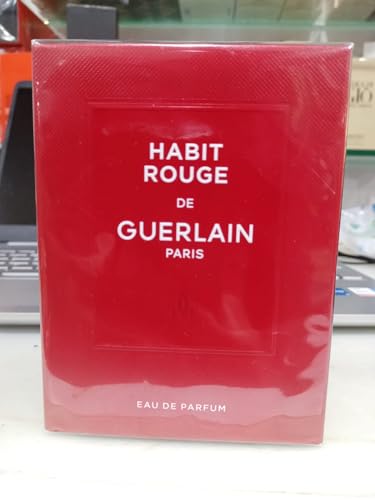 HABIT
ROUGE
DE
GUERLAIN
PARIS
EAU DE PARFUM